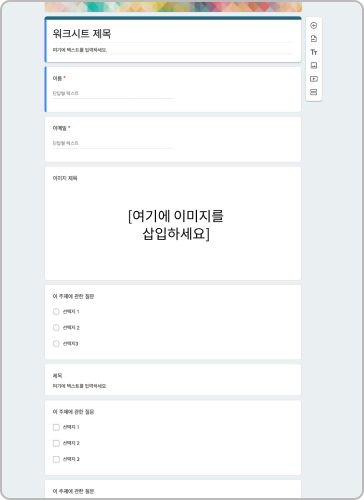 워크시트 제목
여기에 텍스트를 입력하세요.
이름 *
단답형 텍스트
이메일 *
단답형 텍스트
이미지 제목
[여기에 이미지를
삽입하세요]
이 주제에 관한 질문
선택지 1
선택지 2
선택지3
제목
여기에 텍스트를 입력하세요.
이 주제에 관한 질문
선택지 1
선택지 2
선택지 3
이 주제에 관한 질문